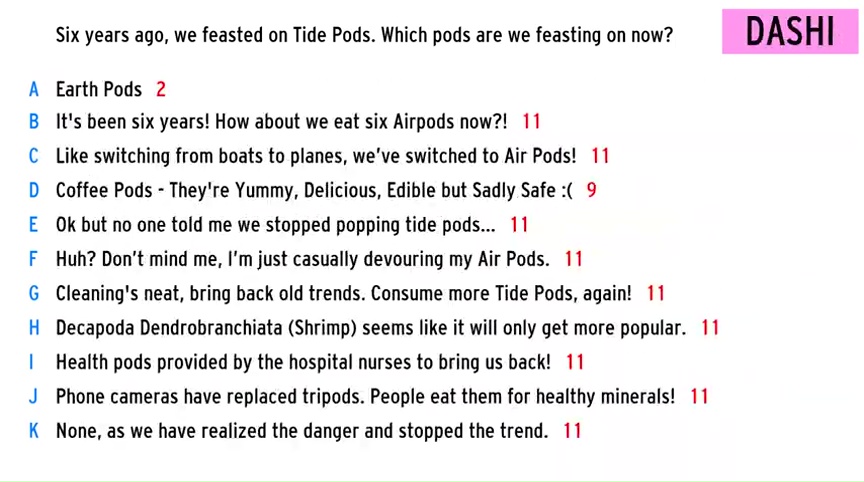 Six years ago, we feasted on Tide Pods. Which pods are we feasting on now?
DASHI
A Earth Pods 2
B It's been six years! How about we eat six Airpods now?! 11
C Like switching from boats to planes, we've switched to Air Pods! 11
D Coffee Pods - They're Yummy, Delicious, Edible but Sadly Safe :( 9
E Ok but no one told me we stopped popping tide pods... 11
F Huh? Don't mind me, I'm just casually devouring my Air Pods. 11
G Cleaning's neat, bring back old trends. Consume more Tide Pods, again! 11
H Decapoda Dendrobranchiata (Shrimp) seems like it will only get more popular. 11
I Health pods provided by the hospital nurses to bring us back! 11
J Phone cameras have replaced tripods. People eat them for healthy minerals! 11
K None, as we have realized the danger and stopped the trend. 11